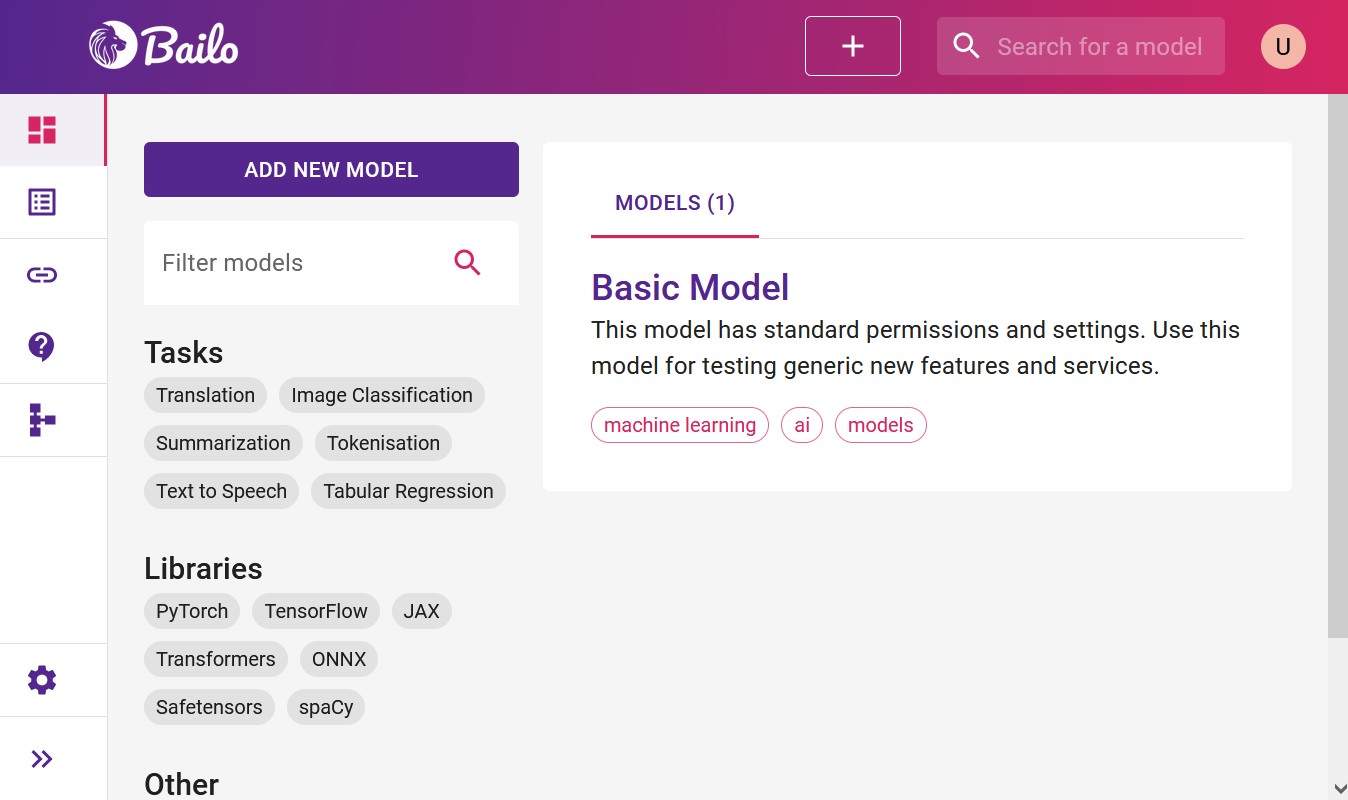 Bailo
+
Search for a model
U
ADD NEW MODEL
Filter models
Tasks
Translation
Image Classification
Summarization
Tokenisation
Text to Speech
Tabular Regression
Libraries
PyTorch
TensorFlow
JAX
Transformers
ONNX
Safetensors
spaCy
Other
MODELS (1)
Basic Model
This model has standard permissions and settings. Use this
model for testing generic new features and services.
machine learning
ai
models